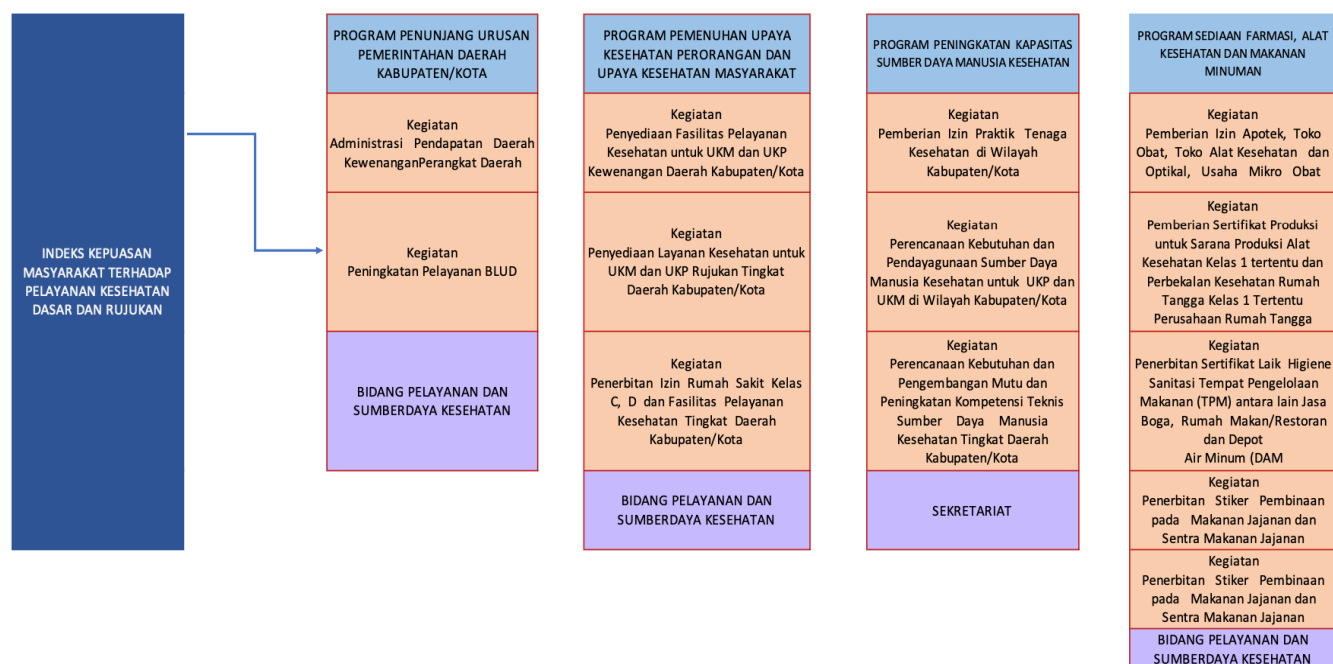 INDEKS KEPUASAN
MASYARAKAT TERHADAP
PELAYANAN KESEHATAN
DASAR DAN RUJUKAN
PROGRAM PENUNJANG URUSAN
PEMERINTAHAN DAERAH
KABUPATEN/KOTA
Kegiatan
Administrasi Pendapatan Daerah
KewenanganPerangkat Daerah
Kegiatan
Peningkatan Pelayanan BLUD
BIDANG PELAYANAN DAN
SUMBERDAYA KESEHATAN
PROGRAM PEMENUHAN UPAYA
KESEHATAN PERORANGAN DAN
UPAYA KESEHATAN MASYARAKAT
Kegiatan
Penyediaan Fasilitas Pelayanan
Kesehatan untuk UKM dan UKP
Kewenangan Daerah Kabupaten/Kota
Kegiatan
Penyediaan Layanan Kesehatan untuk
UKM dan UKP Rujukan Tingkat
Daerah Kabupaten/Kota
Kegiatan
Penerbitan Izin Rumah Sakit Kelas
C, D dan Fasilitas Pelayanan
Kesehatan Tingkat Daerah
Kabupaten/Kota
BIDANG PELAYANAN DAN
SUMBERDAYA KESEHATAN
PROGRAM PENINGKATAN KAPASITAS
SUMBER DAYA MANUSIA KESEHATAN
Kegiatan
Pemberian Izin Praktik Tenaga
Kesehatan di Wilayah
Kabupaten/Kota
Kegiatan
Perencanaan Kebutuhan dan
Pendayagunaan Sumber Daya
Manusia Kesehatan untuk UKP dan
UKM di Wilayah Kabupaten/Kota
Kegiatan
Perencanaan Kebutuhan dan
Pengembangan Mutu dan
Peningkatan Kompetensi Teknis
Sumber Daya Manusia
Kesehatan Tingkat Daerah
Kabupaten/Kota
SEKRETARIAT
PROGRAM SEDIAAN FARMASI, ALAT
KESEHATAN DAN MAKANAN
MINUMAN
Kegiatan
Pemberian Izin Apotek, Toko
Obat, Toko Alat Kesehatan dan
Optikal, Usaha Mikro Obat
Kegiatan
Pemberian Sertifikat Produksi
untuk Sarana Produksi Alat
Kesehatan Kelas 1 tertentu dan
Perbekalan Kesehatan Rumah
Tangga Kelas 1 Tertentu
Perusahaan Rumah Tangga
Kegiatan
Penerbitan Sertifikat Laik Higiene
Sanitasi Tempat Pengelolaan
Makanan (TPM) antara lain Jasa
Boga, Rumah Makan/Restoran
dan Depot
Air Minum (DAM
Kegiatan
Penerbitan Stiker Pembinaan
pada Makanan Jajanan dan
Sentra Makanan Jajanan
Kegiatan
Penerbitan Stiker Pembinaan
pada Makanan Jajanan dan
Sentra Makanan Jajanan
BIDANG PELAYANAN DAN
SUMBERDAYA KESEHATAN